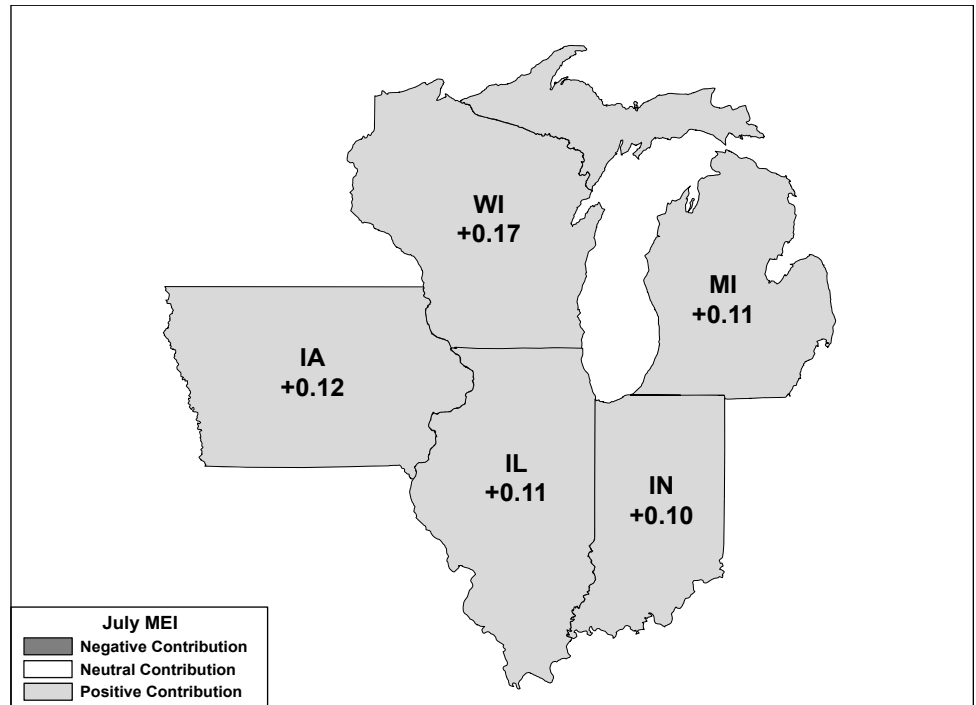 WI
+0.17
MI
+0.11
IA
+0.12
IL
+0.11
IN
+0.10
July MEI
Negative Contribution
Neutral Contribution
Positive Contribution